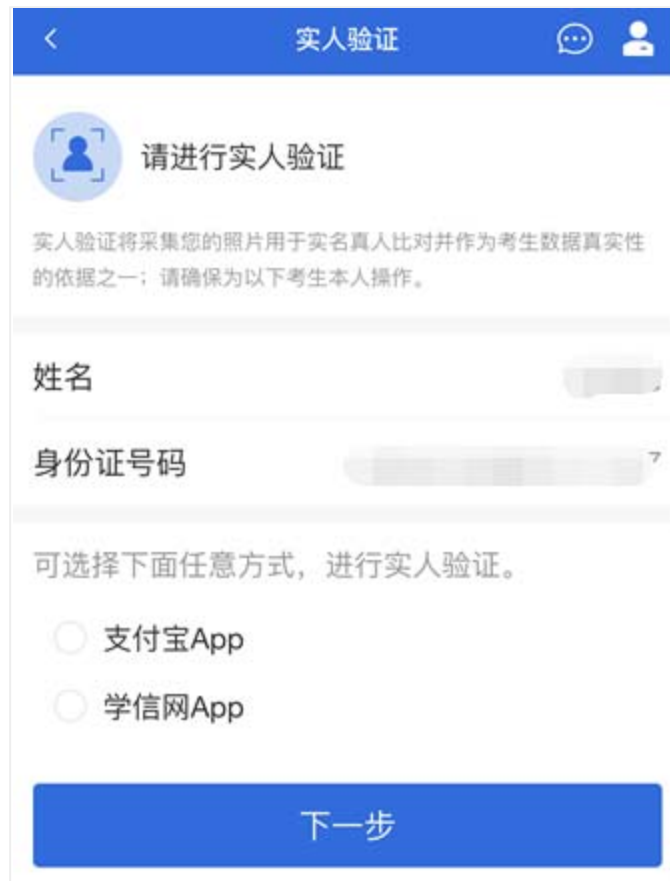 实人验证
请进行实人验证
实人验证将采集您的照片用于实名真人比对并作为考生数据真实性
的依据之一；请确保为以下考生本人操作。
姓名
身份证号码
可选择下面任意方式，进行实人验证。
支付宝App
学信网App
下一步